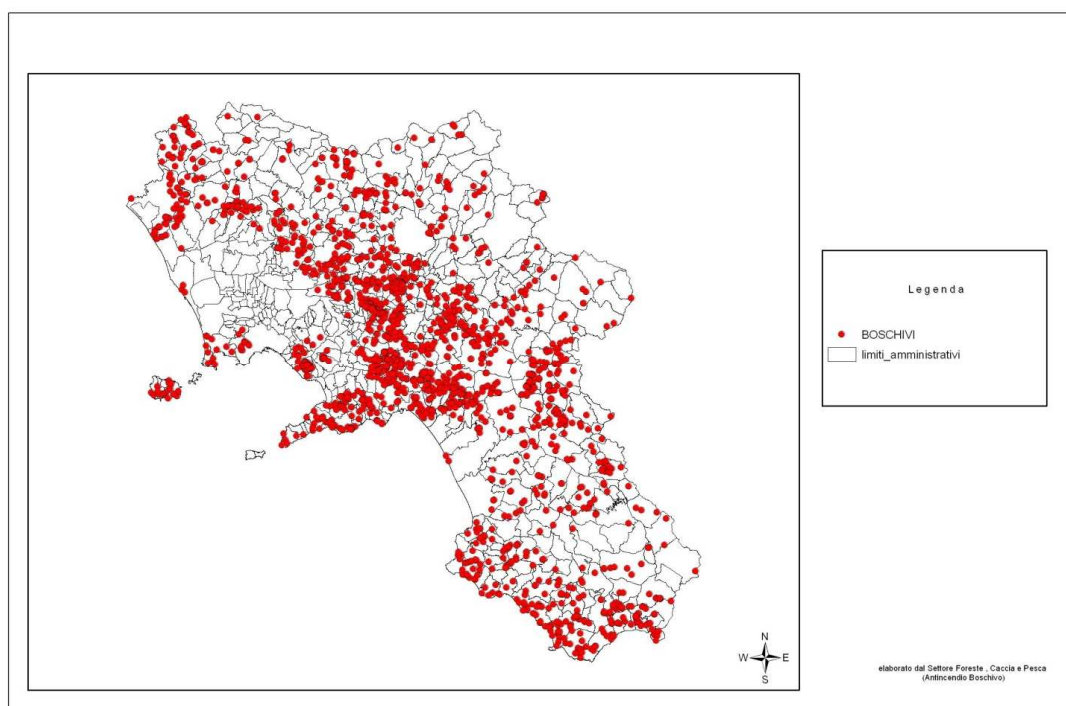 Legenda
BOSCHIVI
limiti_amministrativi
N
W E
S
elaborato dal Settore Foreste , Caccia e Pesca
(Antincendio Boschivo)